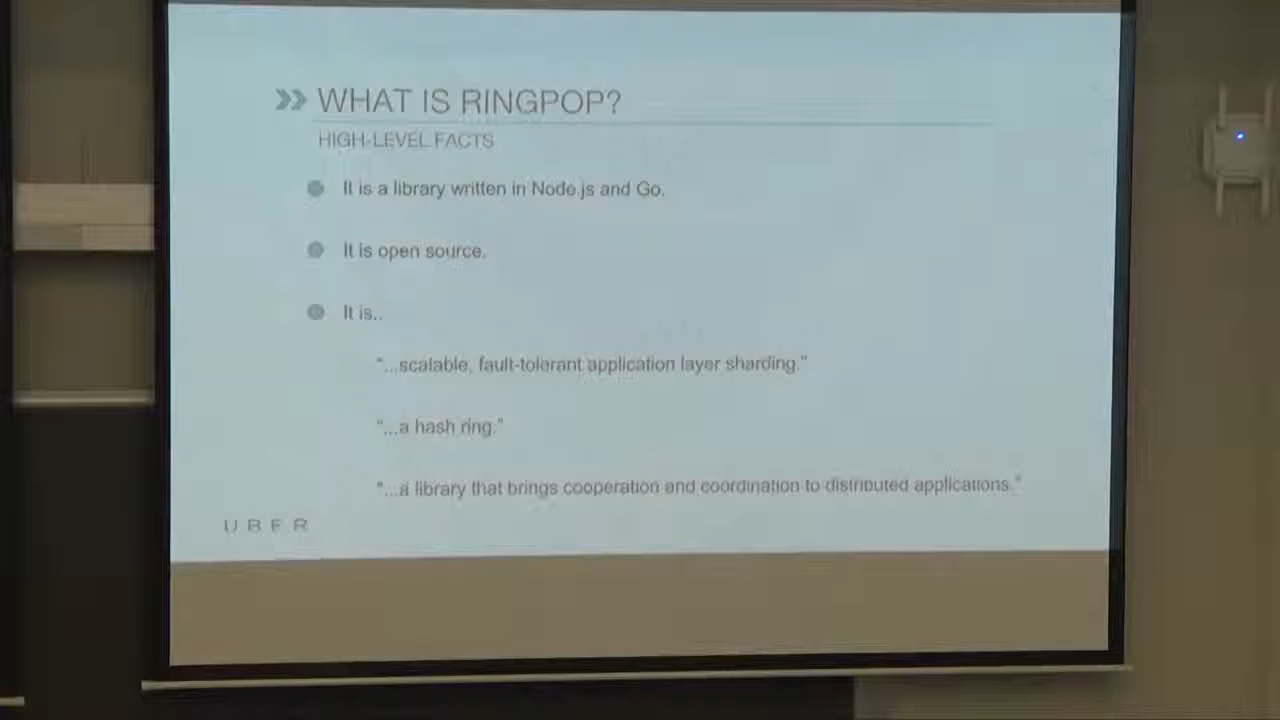 >> WHAT IS RINGPOP?
HIGH-LEVEL FACTS
It is a library written in Node.js and Go.
It is open source.
It is..
"...scalable, fault-tolerant application layer sharding."
"...a hash ring."
"...a library that brings cooperation and coordination to distributed applications."
UBER